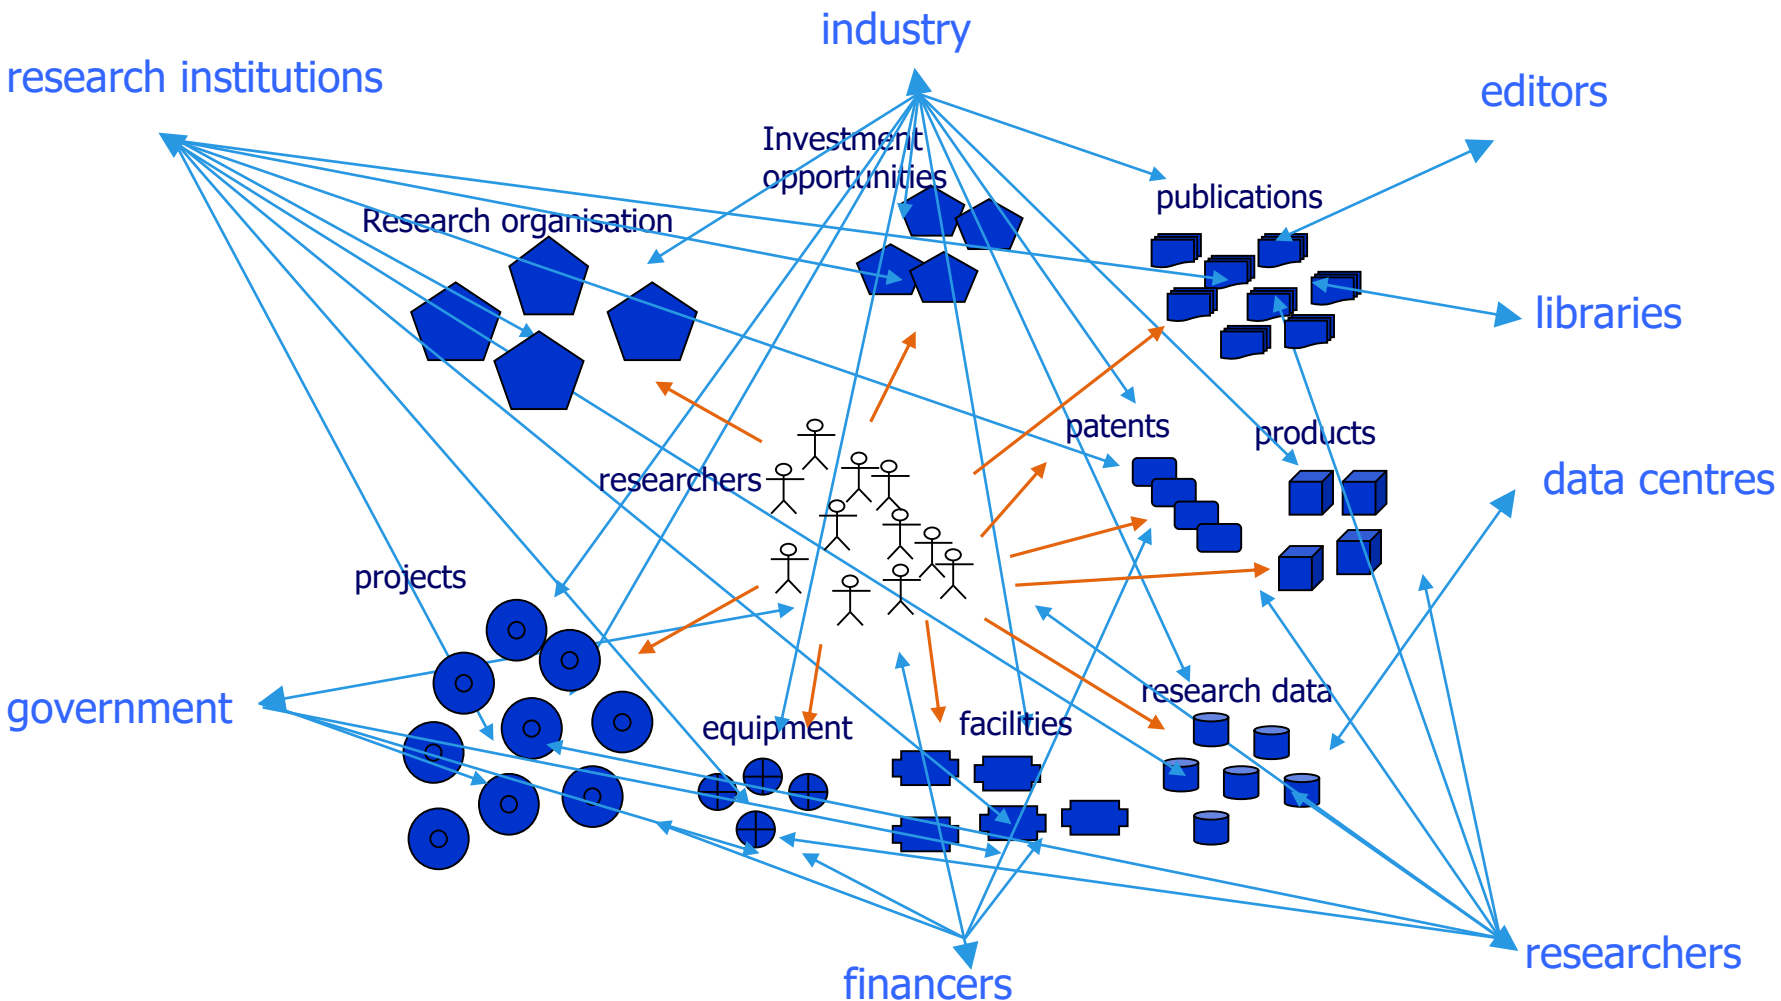 industry
research institutions
editors
Investment
opportunities
publications
Research organisation
libraries
patents
products
researchers
data centres
projects
research data
government
equipment
facilities
researchers
financers